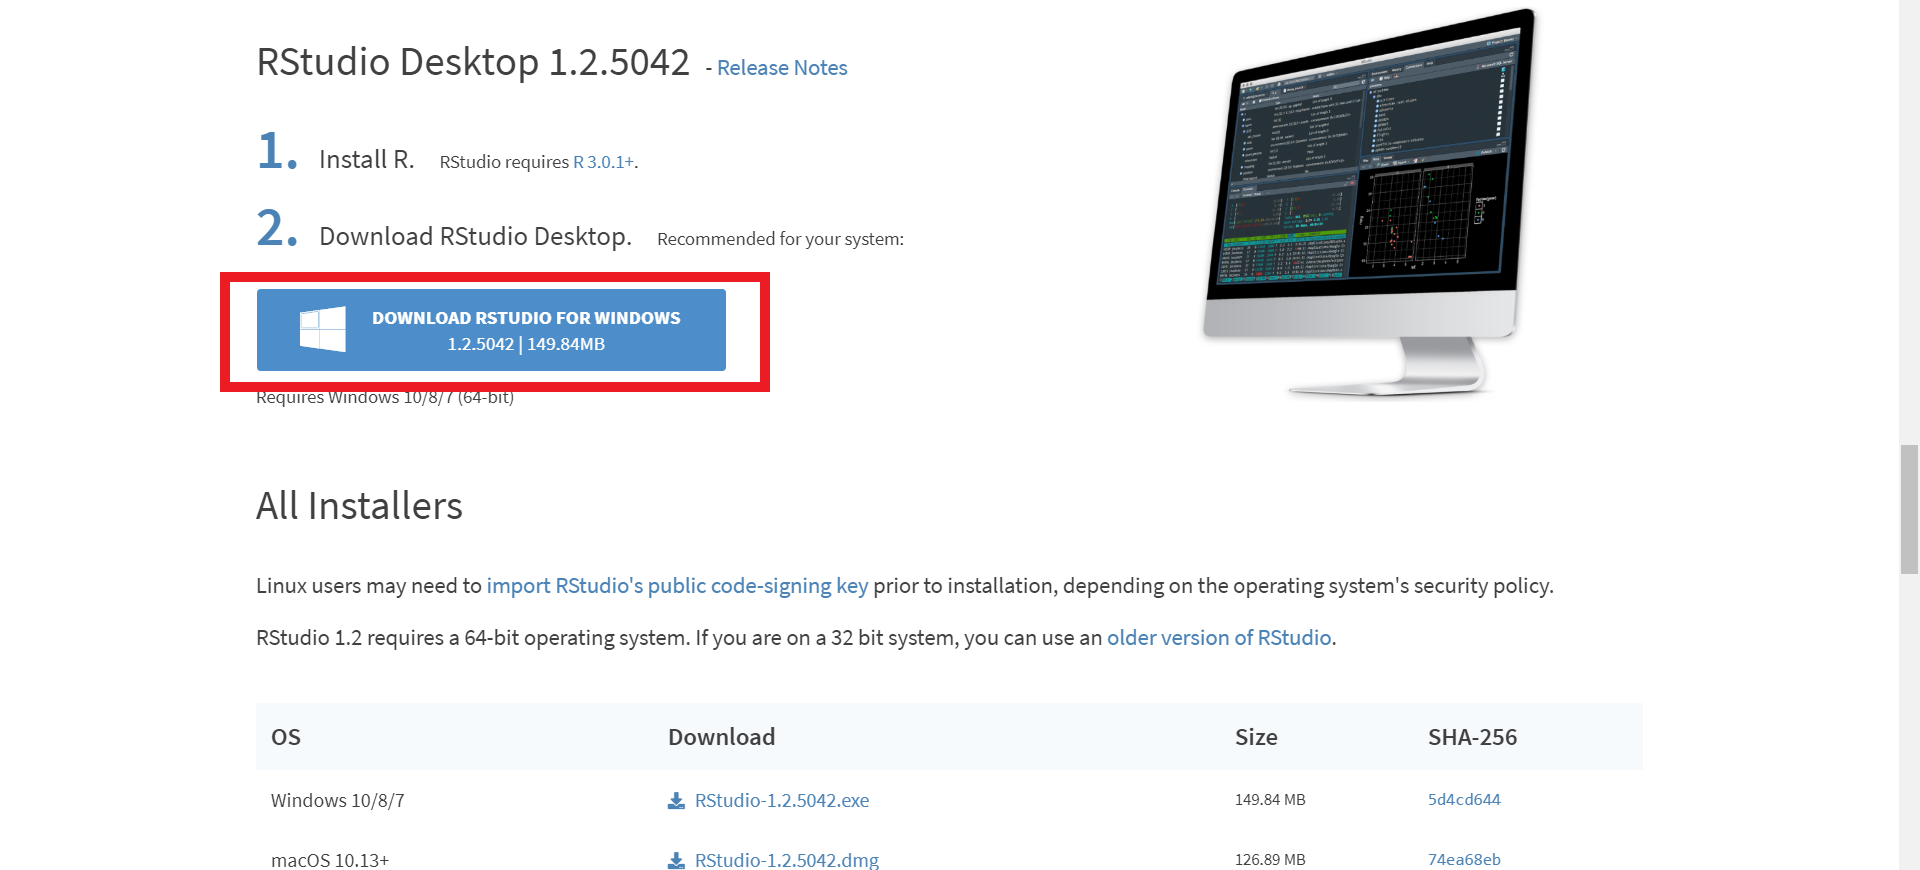 RStudio Desktop 1.2.5042 - Release Notes
1. Install R. RStudio requires R 3.0.1+.
2. Download RStudio Desktop. Recommended for your system:
DOWNLOAD RSTUDIO FOR WINDOWS
1.2.5042 | 149.84MB
Requires Windows 10/8/7 (64-bit)
All Installers
Linux users may need to import RStudio's public code-signing key prior to installation, depending on the operating system's security policy.
RStudio 1.2 requires a 64-bit operating system. If you are on a 32 bit system, you can use an older version of RStudio.
OS Download Size SHA-256
Windows 10/8/7 RStudio-1.2.5042.exe 149.84 MB 5d4cd644
macOS 10.13+ RStudio-1.2.5042.dmg 126.89 MB 74ea68eb